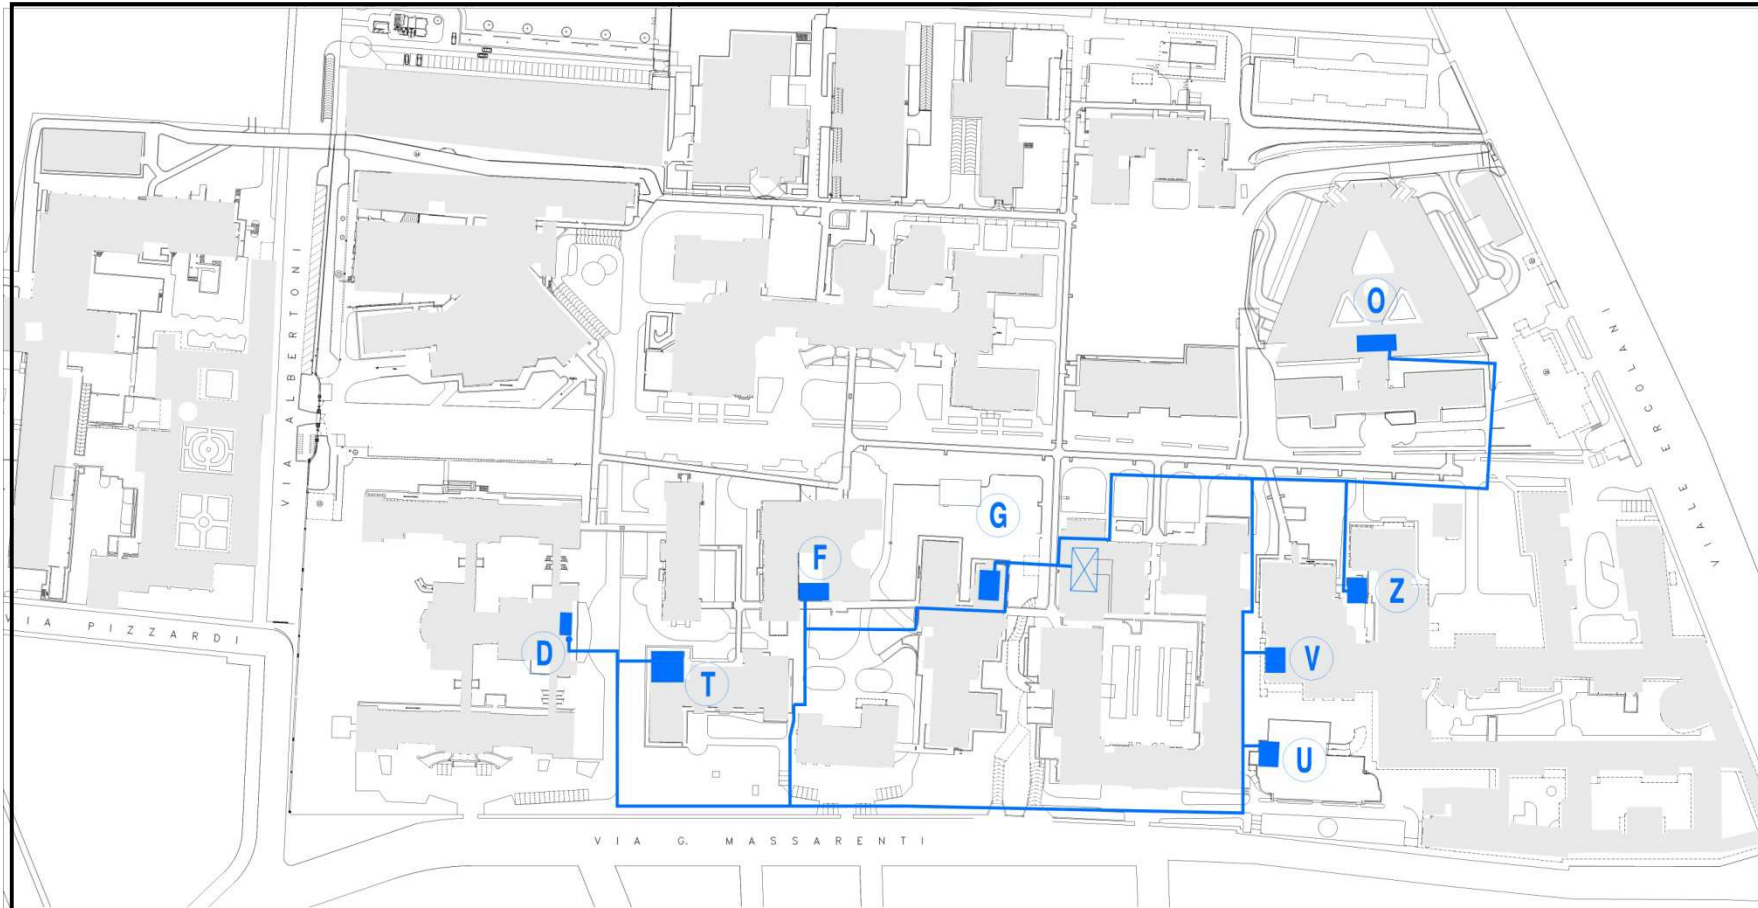 VIA ALBERTONI
O
VIALE ERCOLANI
G
F
Z
VIA PIZZARDI
D
T
V
U
VIA G. MASSARENTI